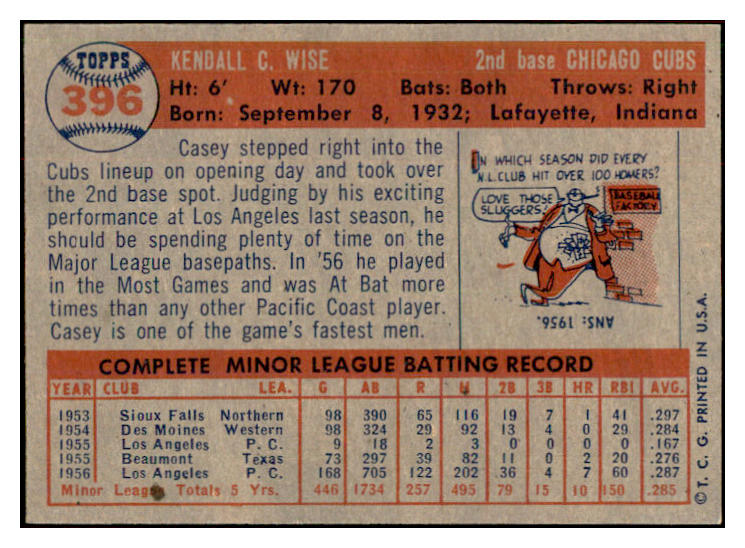 TOPPS
396
KENDALL C. WISE 2nd base CHICAGO CUBS
Ht: 6' Wt: 170 Bats: Both Throws: Right
Born: September 8, 1932; Lafayette, Indiana
Casey stepped right into the
Cubs lineup on opening day and took over
the 2nd base spot. Judging by his exciting
performance at Los Angeles last season, he
should be spending plenty of time on the
Major League basepaths. In '56 he played
in the Most Games and was At Bat more
times than any other Pacific Coast player.
Casey is one of the game's fastest men.
IN WHICH SEASON DID EVERY
N.L. CLUB HIT OVER 100 HOMERS?
LOVE THOSE
SLUGGERS.
BASEBALL
FACTORY
ANS: 1956.
COMPLETE MINOR LEAGUE BATTING RECORD
YEAR CLUB LEA. G AB R H 2B 3B HR RBI AVG.
1953 Sioux Falls Northern 98 390 65 116 19 7 1 41 .297
1954 Des Moines Western 98 324 29 92 13 4 0 29 .284
1955 Los Angeles P. C. 9 18 2 3 0 0 0 0 .167
1955 Beaumont Texas 73 297 39 82 11 0 2 20 .276
1956 Los Angeles P. C. 168 705 122 202 36 4 7 60 .287
Minor League Totals 5 Yrs. 446 1734 257 495 79 15 10 150 .285
© T. C. G. PRINTED IN U.S.A.